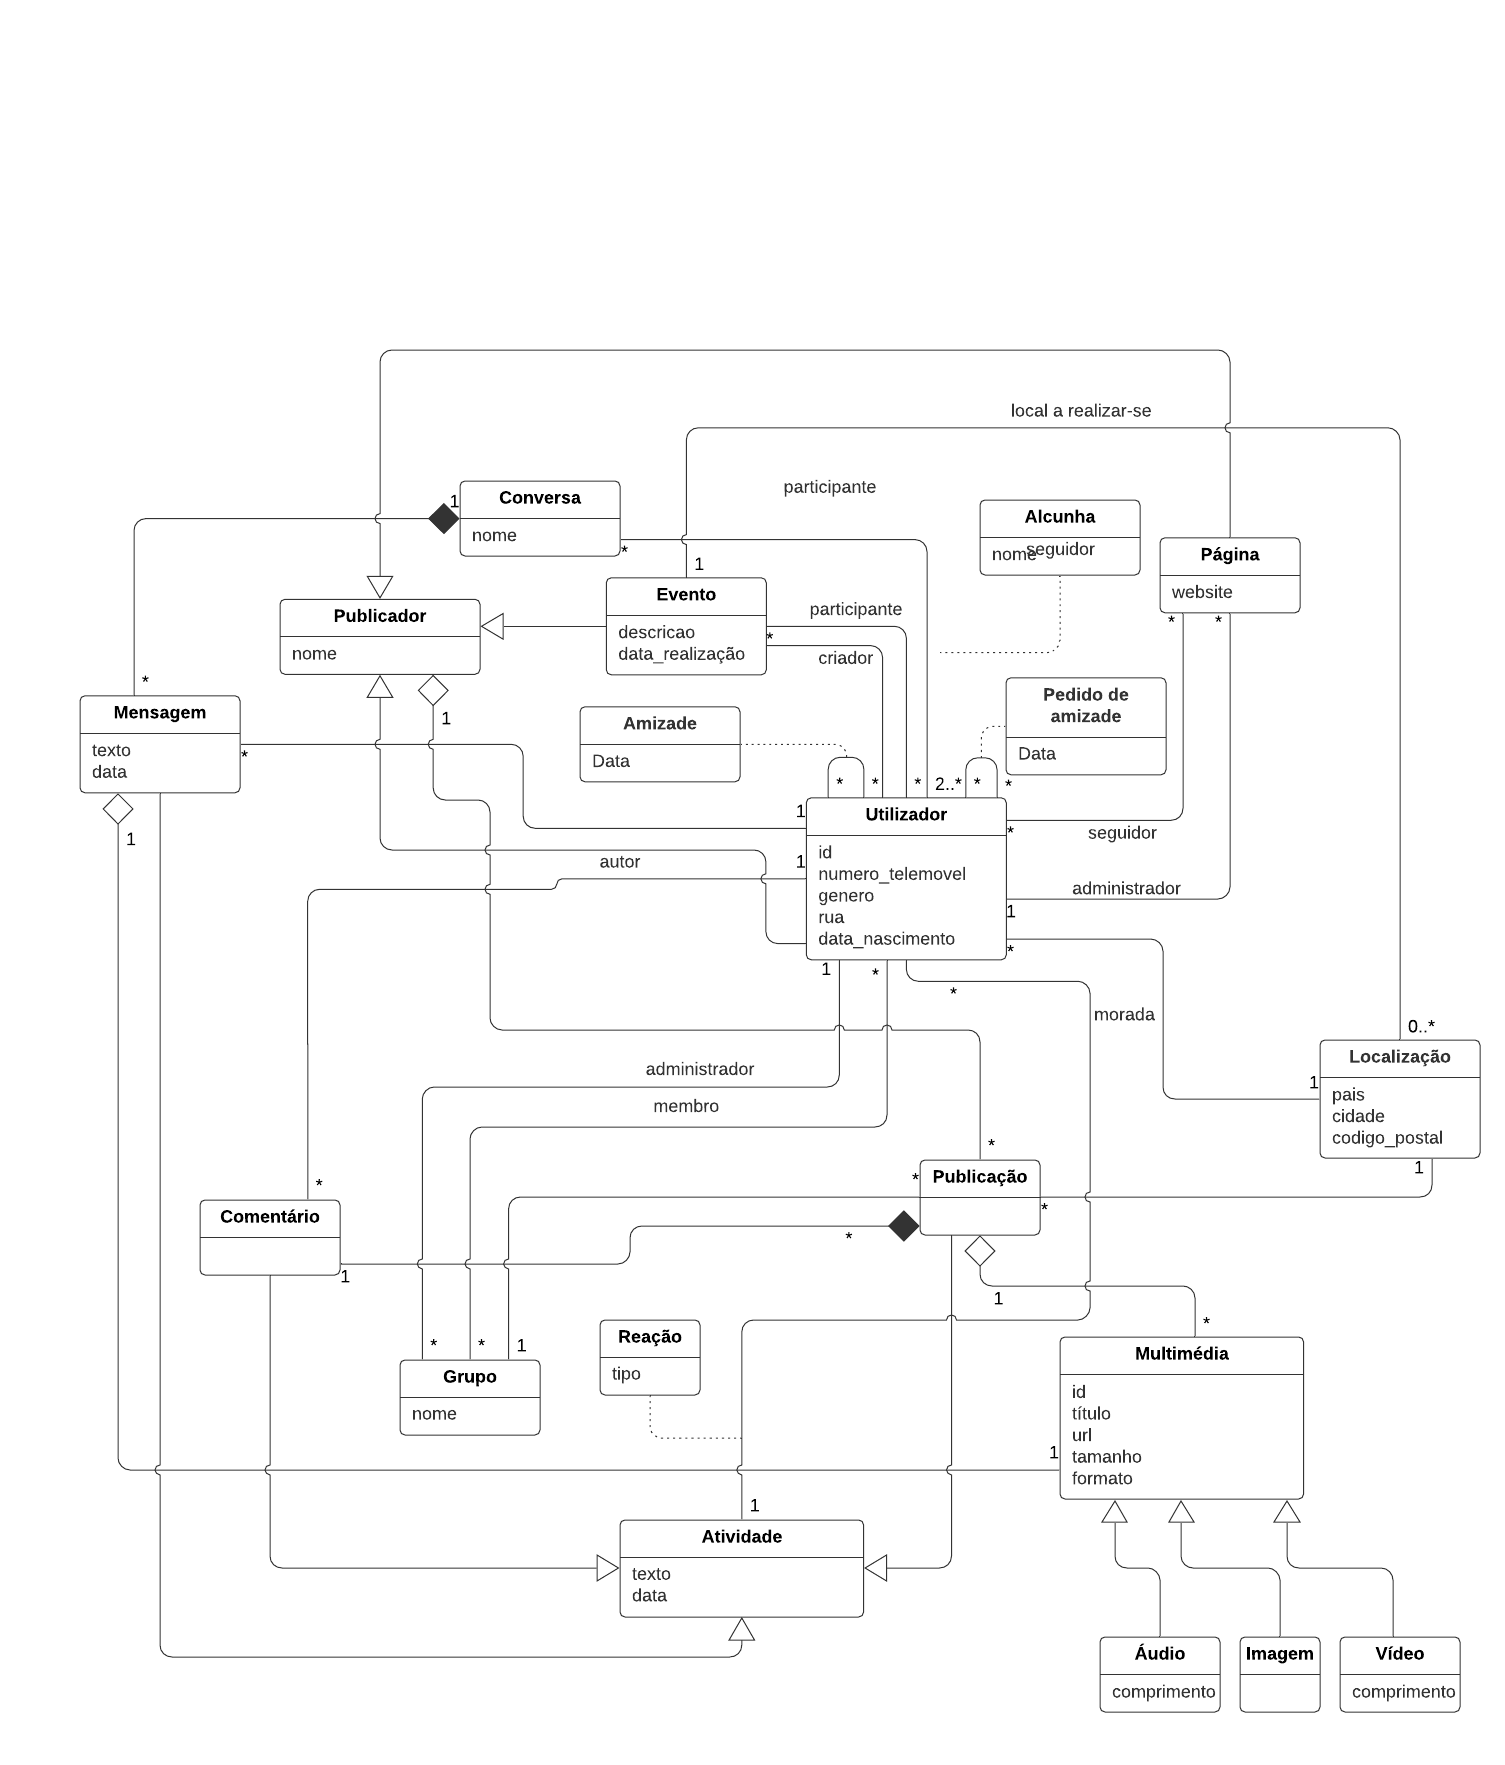 local a realizar-se
participante
Conversa
nome
1
*
Alcunha
nome
seguidor
Página
website
*
*
1
Evento
descricao
data_realização
*
participante
criador
Publicador
nome
1
*
Mensagem
texto
data
*
1
Amizade
Data
Pedido de
amizade
Data
*
*
*
2..*
*
*
Utilizador
id
numero_telemovel
genero
rua
data_nascimento
1
1
autor
*
seguidor
administrador
1
*
1
*
*
morada
0..*
Localização
pais
cidade
codigo_postal
1
1
administrador
membro
*
Publicação
*
*
*
1
*
Comentário
1
*
*
1
Grupo
nome
Reação
tipo
*
Multimédia
id
título
url
tamanho
formato
1
1
Atividade
texto
data
Áudio
comprimento
Imagem
Vídeo
comprimento